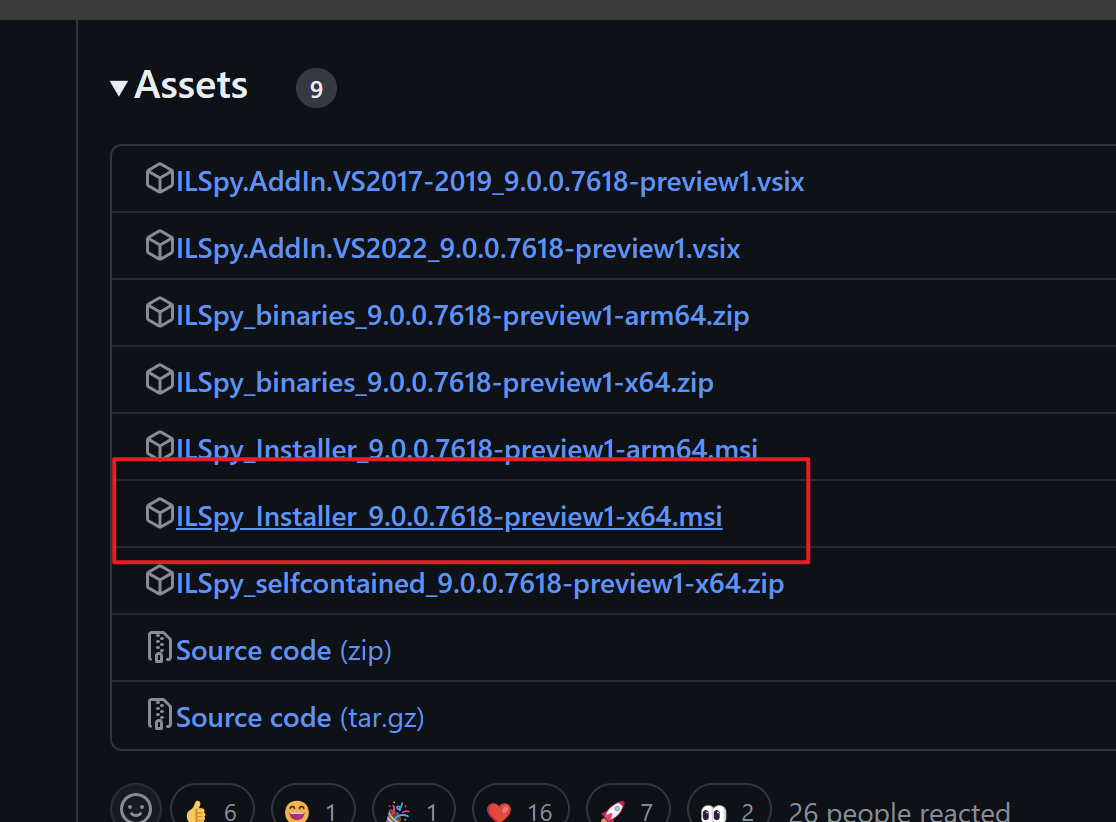 Assets 9
ILSpy.AddIn.VS2017-2019_9.0.0.7618-preview1.vsix
ILSpy.AddIn.VS2022_9.0.0.7618-preview1.vsix
ILSpy_binaries_9.0.0.7618-preview1-arm64.zip
ILSpy_binaries_9.0.0.7618-preview1-x64.zip
ILSpy_Installer_9.0.0.7618-preview1-arm64.msi
ILSpy_Installer_9.0.0.7618-preview1-x64.msi
ILSpy_selfcontained_9.0.0.7618-preview1-x64.zip
Source code (zip)
Source code (tar.gz)
6 1 1 16 7 2 26 people reacted